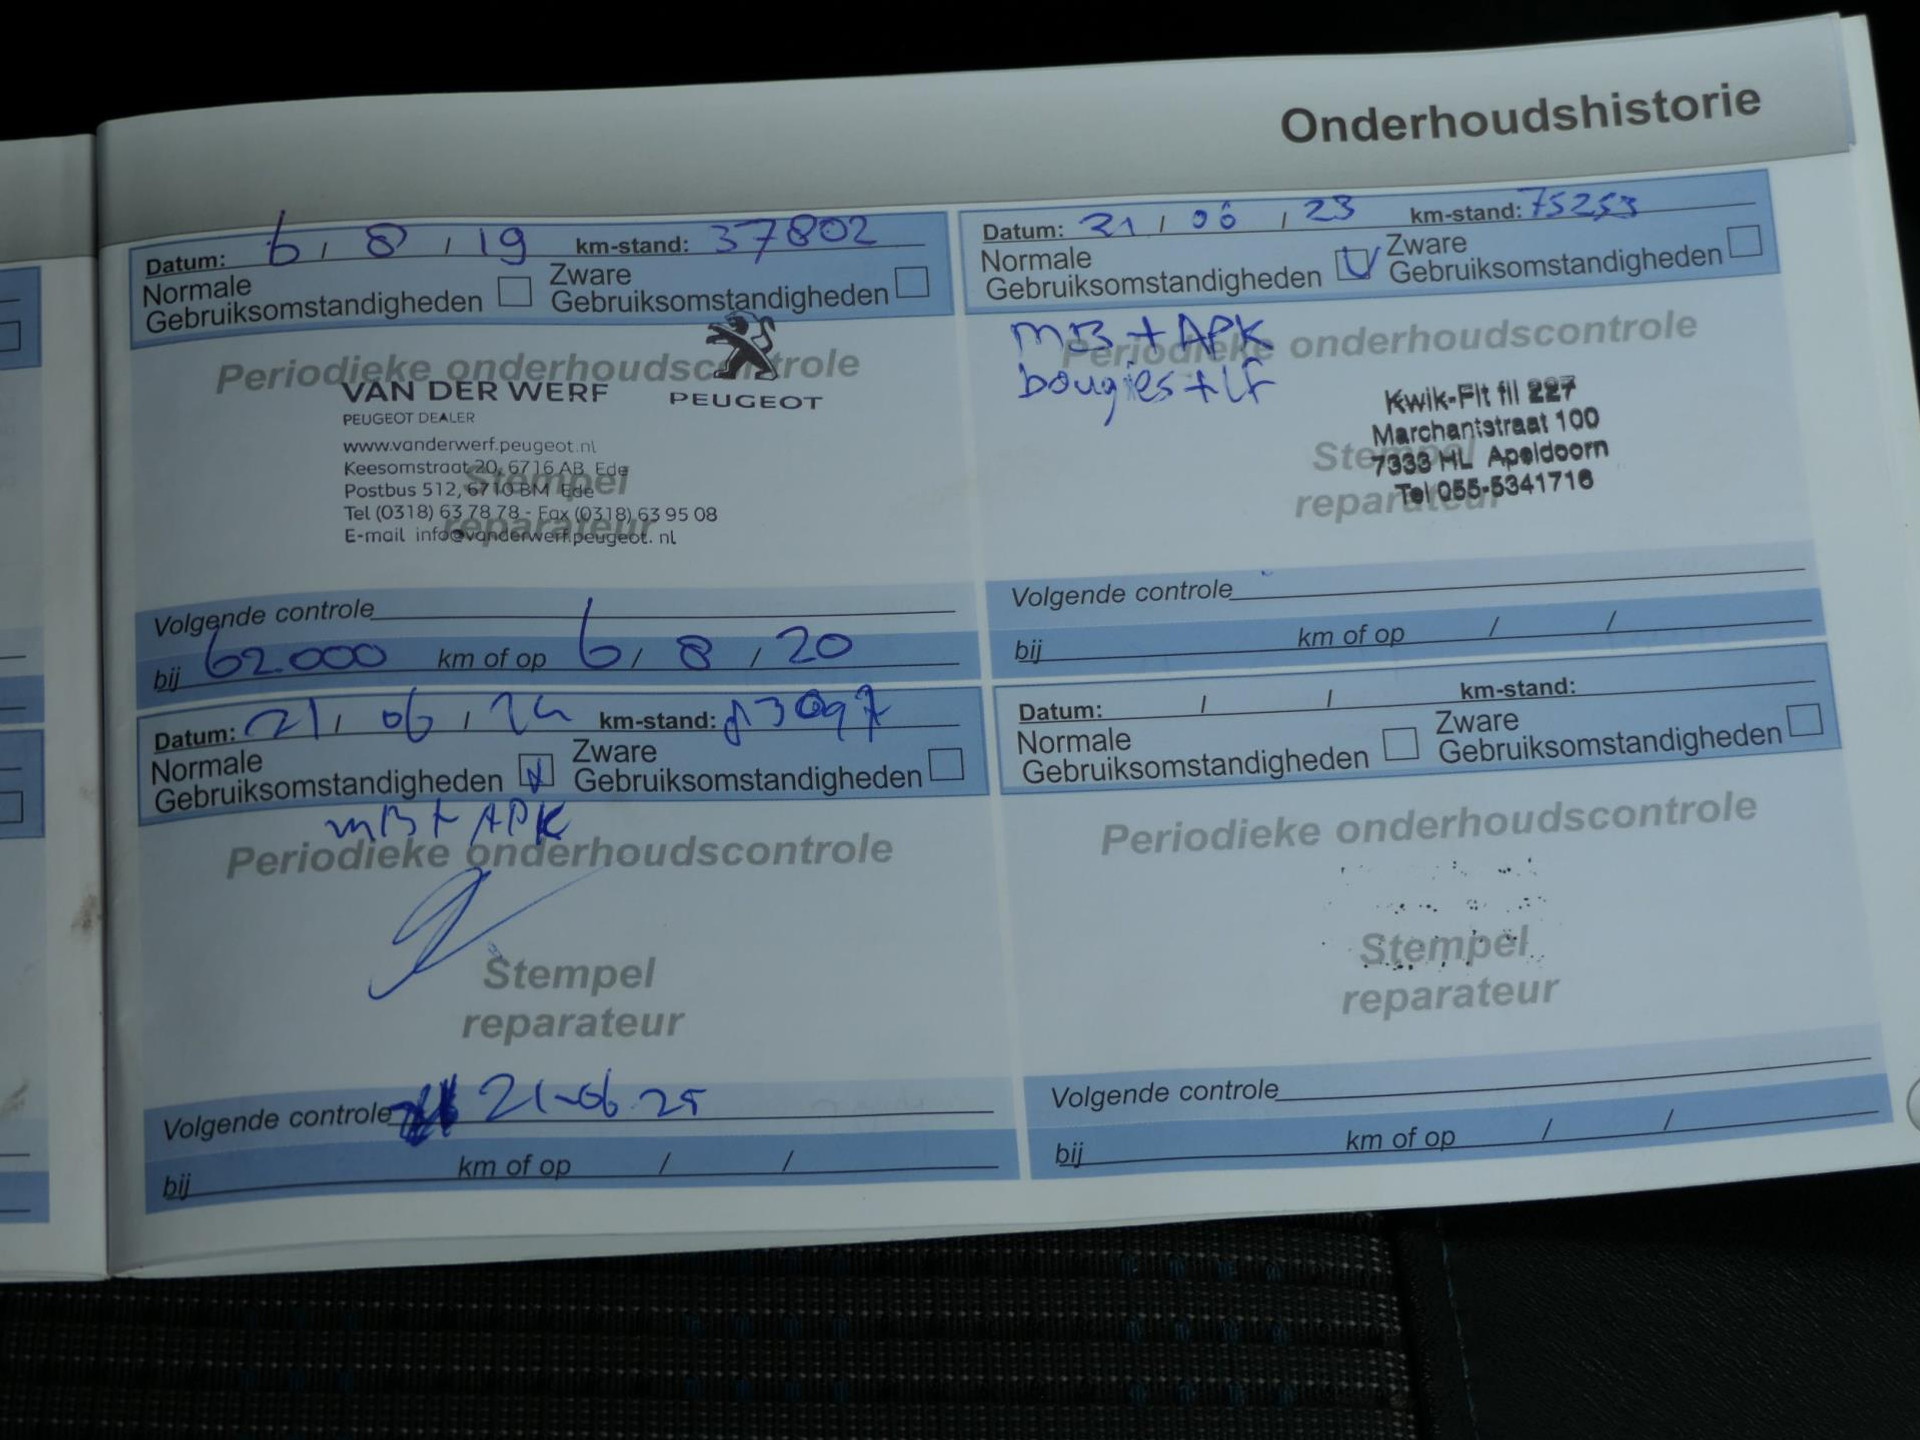 Onderhoudshistorie
Datum: 6 / 8 / 19 km-stand: 37802
Normale Gebruiksomstandigheden
Zware Gebruiksomstandigheden
Periodieke onderhoudscontrole
VAN DER WERF
PEUGEOT DEALER
PEUGEOT
www.vanderwerf.peugeot.nl
Keesomstraat 20, 6716 AB Ede
Postbus 512, 6710 BM Ede
Tel (0318) 63 78 78 - Fax (0318) 63 95 08
E-mail info@vanderwerf.peugeot.nl
Stempel
reparateur
Volgende controle
bij 62.000 km of op 6 / 8 / 20
Datum: 21 / 06 / 23 km-stand: 75253
Normale Gebruiksomstandigheden
Zware Gebruiksomstandigheden
mB + APK
bougies + lf
Periodieke onderhoudscontrole
Kwik-Fit fil 227
Marchantstraat 100
7333 HL Apeldoorn
Tel 055-5341716
Stempel
reparateur
Volgende controle
bij km of op / /
Datum: 21 / 06 / 24 km-stand: 83097
Normale Gebruiksomstandigheden
Zware Gebruiksomstandigheden
mB + APK
Periodieke onderhoudscontrole
Stempel
reparateur
Volgende controle 21-06-25
bij km of op / /
Datum: / / km-stand:
Normale Gebruiksomstandigheden
Zware Gebruiksomstandigheden
Periodieke onderhoudscontrole
Stempel
reparateur
Volgende controle
bij km of op / /